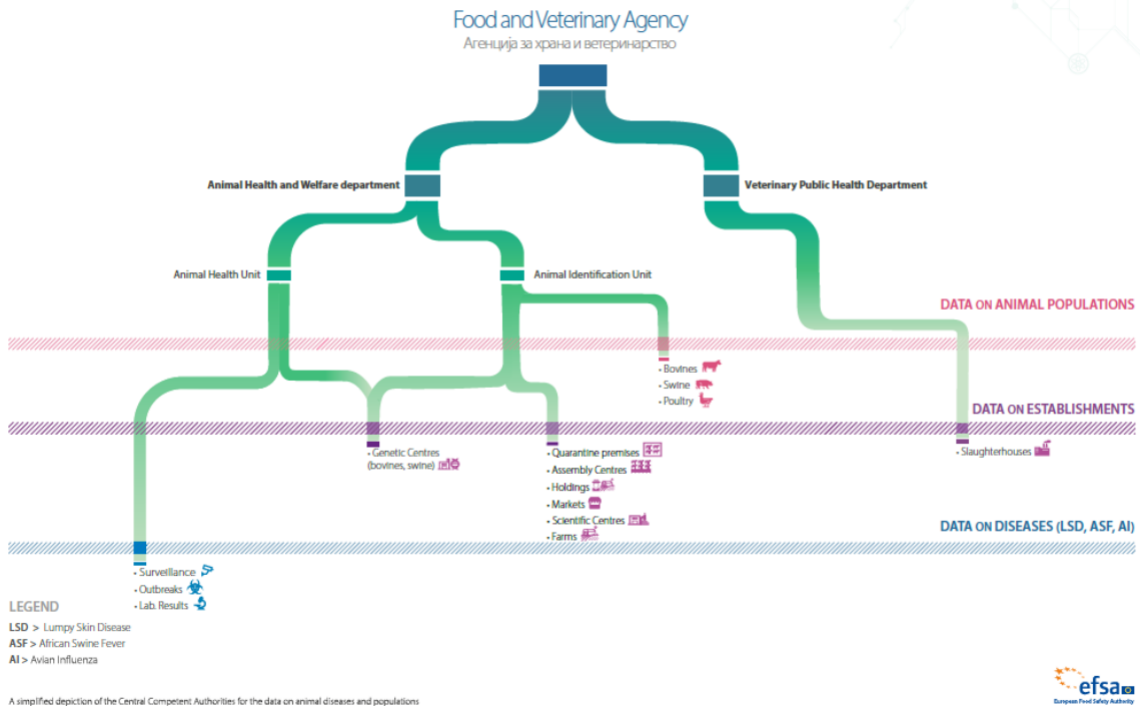 Food and Veterinary Agency
Агенција за храна и ветеринарство
Animal Health and Welfare department
Veterinary Public Health Department
Animal Health Unit
Animal Identification Unit
DATA ON ANIMAL POPULATIONS
• Bovines
• Swine
• Poultry
DATA ON ESTABLISHMENTS
• Genetic Centres
(bovines, swine)
• Quarantine premises
• Assembly Centres
• Holdings
• Markets
• Scientific Centres
• Farms
• Slaughterhouses
DATA ON DISEASES (LSD, ASF, AI)
• Surveillance
• Outbreaks
• Lab. Results
LEGEND
LSD > Lumpy Skin Disease
ASF > African Swine Fever
AI > Avian Influenza
A simplified depiction of the Central Competent Authorities for the data on animal diseases and populations
efsa
European Food Safety Authority